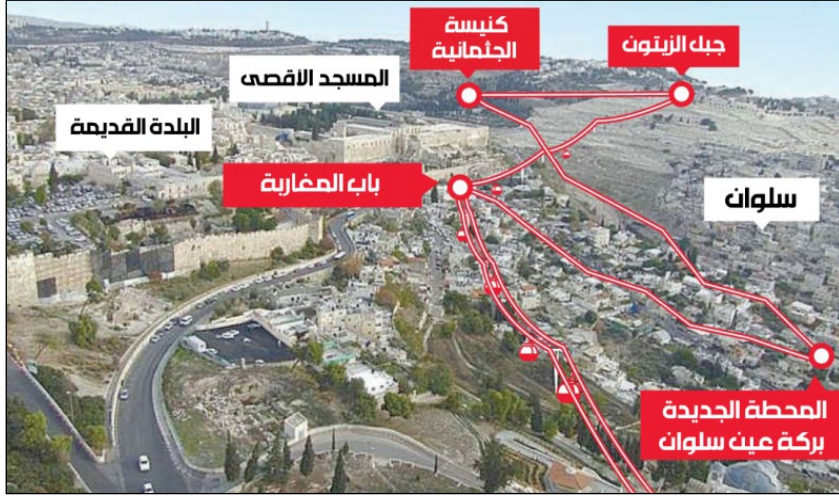 كنيسة
الجثمانية
جبل الزيتون
المسجد الأقصى
البلدة القديمة
باب المغاربة
سلوان
المحطة الجديدة
بركة عين سلوان